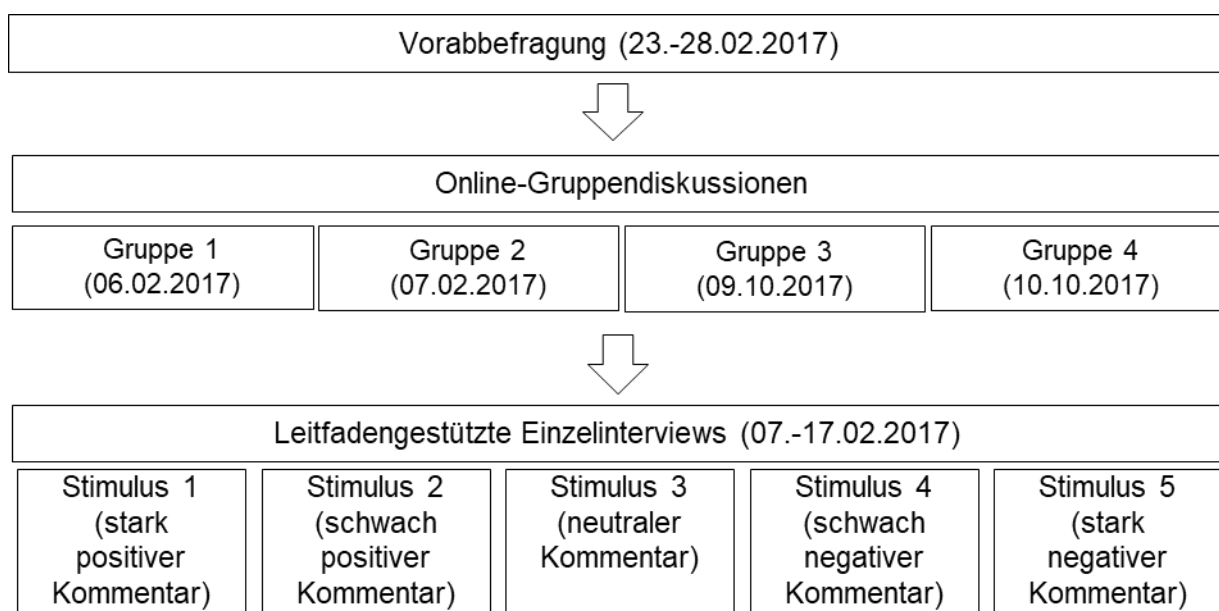 Vorabbefragung (23.-28.02.2017)
Online-Gruppendiskussionen
Gruppe 1
(06.02.2017)
Gruppe 2
(07.02.2017)
Gruppe 3
(09.10.2017)
Gruppe 4
(10.10.2017)
Leitfadengestützte Einzelinterviews (07.-17.02.2017)
Stimulus 1
(stark
positiver
Kommentar)
Stimulus 2
(schwach
positiver
Kommentar)
Stimulus 3
(neutraler
Kommentar)
Stimulus 4
(schwach
negativer
Kommentar)
Stimulus 5
(stark
negativer
Kommentar)